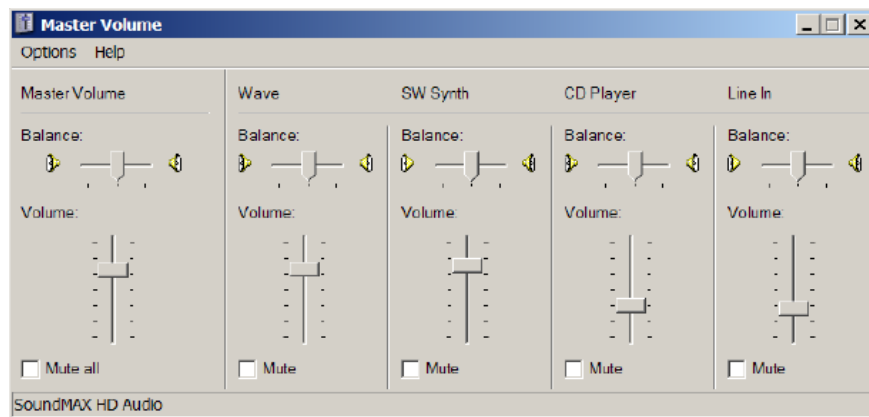 Master Volume
Options Help
Master Volume Wave SW Synth CD Player Line In
Balance: Balance: Balance: Balance: Balance:
Volume: Volume: Volume: Volume: Volume:
Mute all Mute Mute Mute Mute
SoundMAX HD Audio